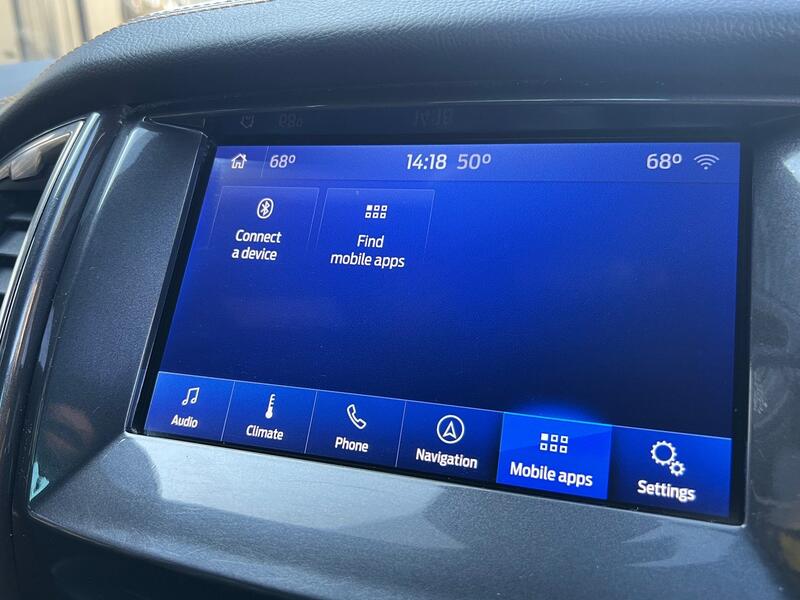 68° 14:18 50° 68°
Connect
a device
Find
mobile apps
Audio
Climate
Phone
Navigation
Mobile apps
Settings